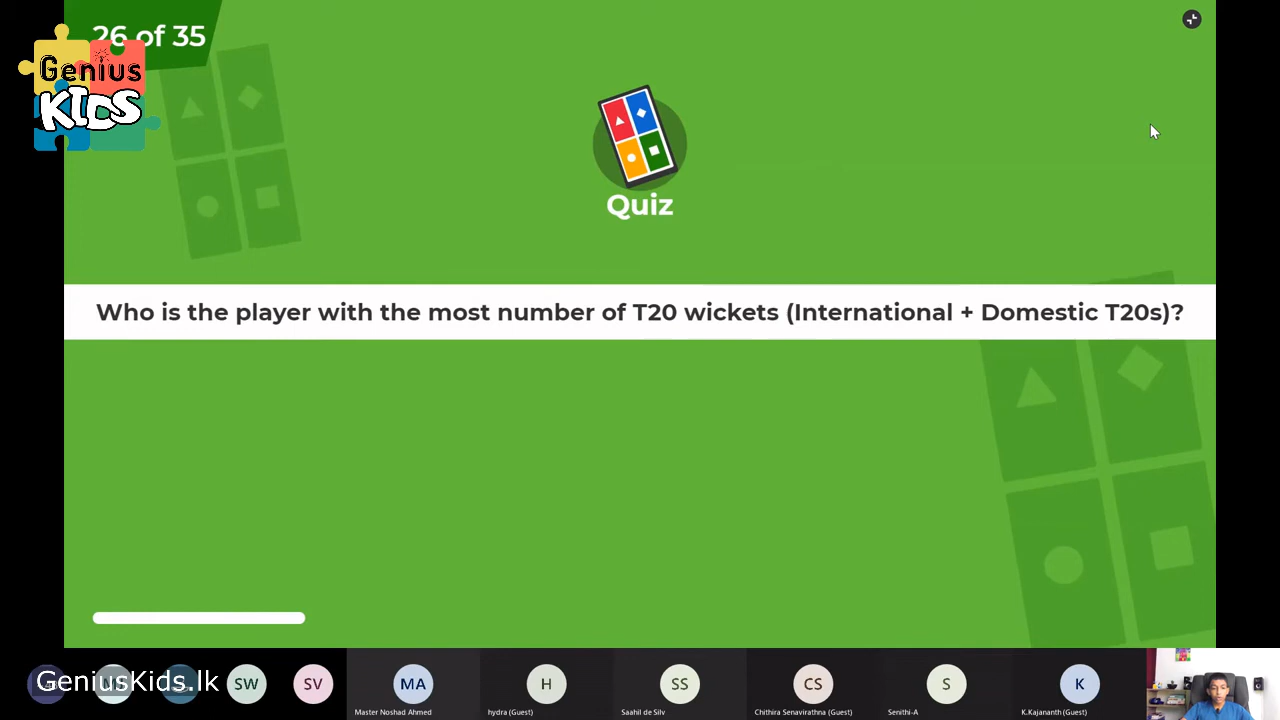 26 of 35
Genius
KIDS
Quiz
Who is the player with the most number of T20 wickets (International + Domestic T20s)?
GeniusKids.lk
SW
SV
MA
H
SS
CS
S
K
Master Noshad Ahmed
hydra (Guest)
Saahil de Silv
Chithira Senavirathna (Guest)
Senithi-A
K.Kajananth (Guest)